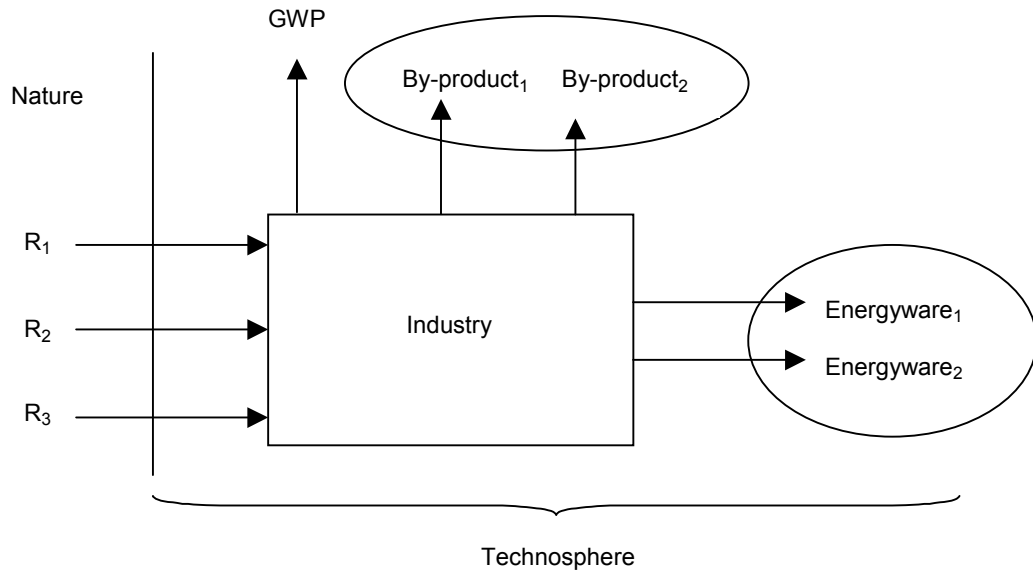 GWP
By-product₁ By-product₂
Nature
R₁
R₂
R₃
Industry
Energyware₁
Energyware₂
Technosphere